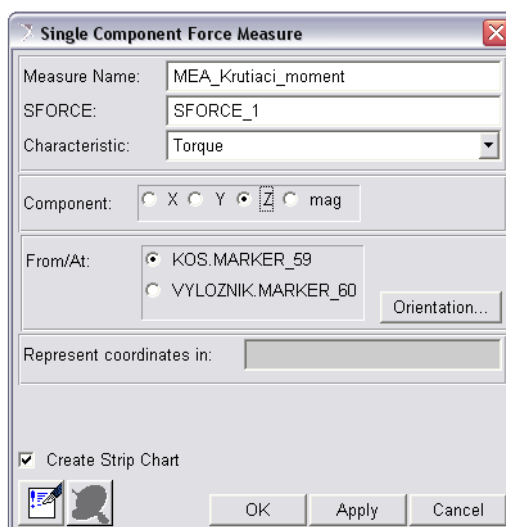 Single Component Force Measure
Measure Name: MEA_Krutiaci_moment
SFORCE: SFORCE_1
Characteristic: Torque
Component: X Y Z mag
From/At: KOS.MARKER_59
VYLOZNIK.MARKER_60
Orientation...
Represent coordinates in:
Create Strip Chart
OK Apply Cancel